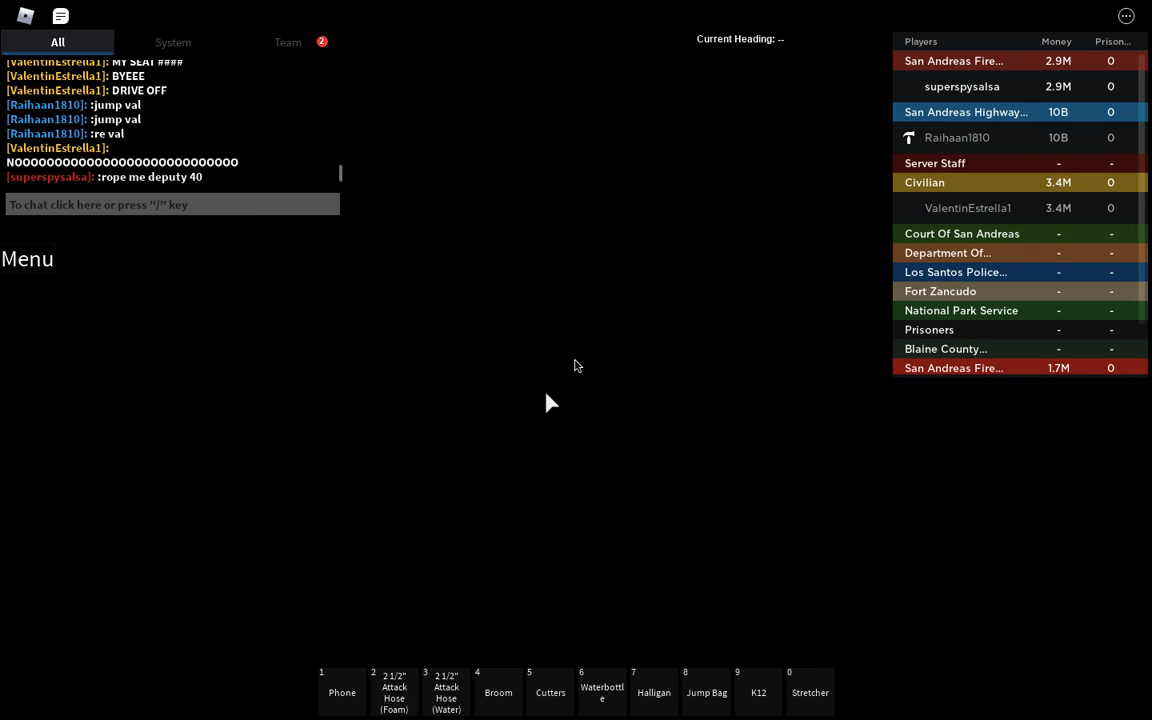 All
System
Team
2
[ValentinEstrella1]: MY SEAT ####
[ValentinEstrella1]: BYEEE
[ValentinEstrella1]: DRIVE OFF
[Raihaan1810]: :jump val
[Raihaan1810]: :jump val
[Raihaan1810]: :re val
[ValentinEstrella1]:
NOOOOOOOOOOOOOOOOOOOOOOOOOOOO
[superspysalsa]: :rope me deputy 40
To chat click here or press "/" key
Menu
Current Heading: --
Players Money Prison...
San Andreas Fire... 2.9M 0
superspysalsa 2.9M 0
San Andreas Highway... 10B 0
Raihaan1810 10B 0
Server Staff - -
Civilian 3.4M 0
ValentinEstrella1 3.4M 0
Court Of San Andreas - -
Department Of... - -
Los Santos Police... - -
Fort Zancudo - -
National Park Service - -
Prisoners - -
Blaine County... - -
San Andreas Fire... 1.7M 0
1
Phone
2
2 1/2"
Attack
Hose
(Foam)
3
2 1/2"
Attack
Hose
(Water)
4
Broom
5
Cutters
6
Waterbottl
e
7
Halligan
8
Jump Bag
9
K12
0
Stretcher